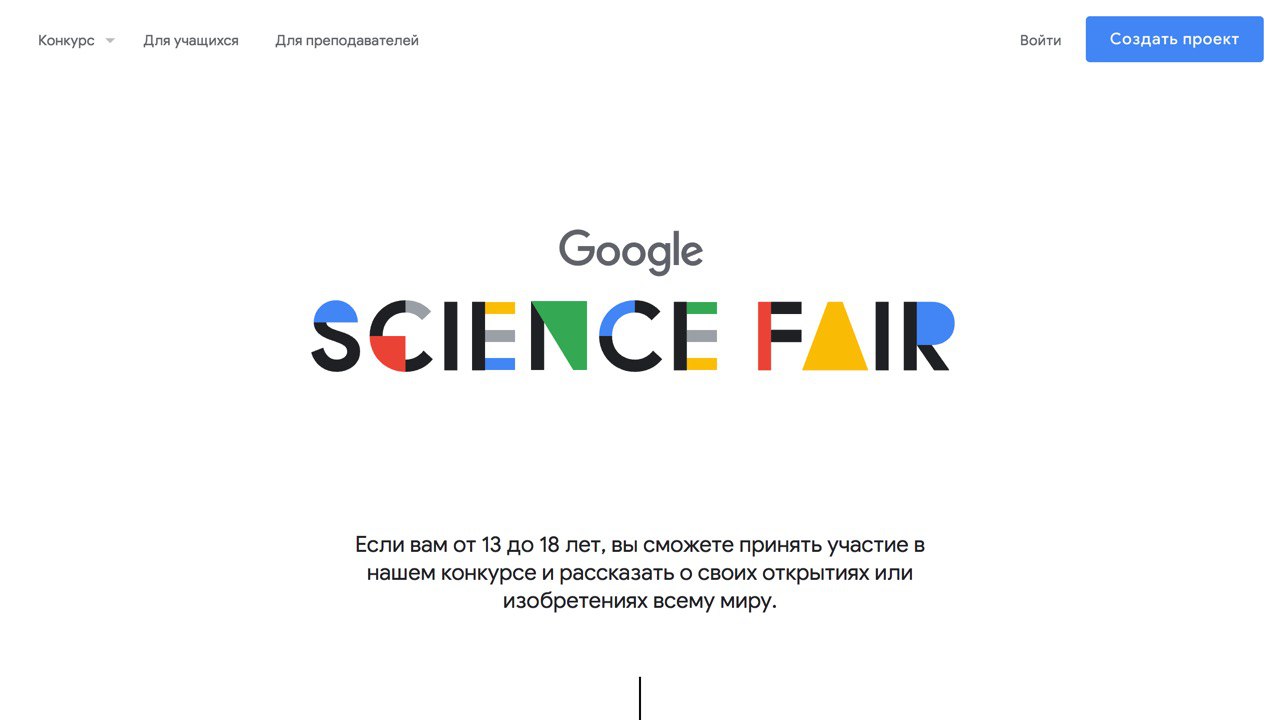 Конкурс Для учащихся Для преподавателей Войти Создать проект
Google
SCIENCE FAIR
Если вам от 13 до 18 лет, вы сможете принять участие в
нашем конкурсе и рассказать о своих открытиях или
изобретениях всему миру.